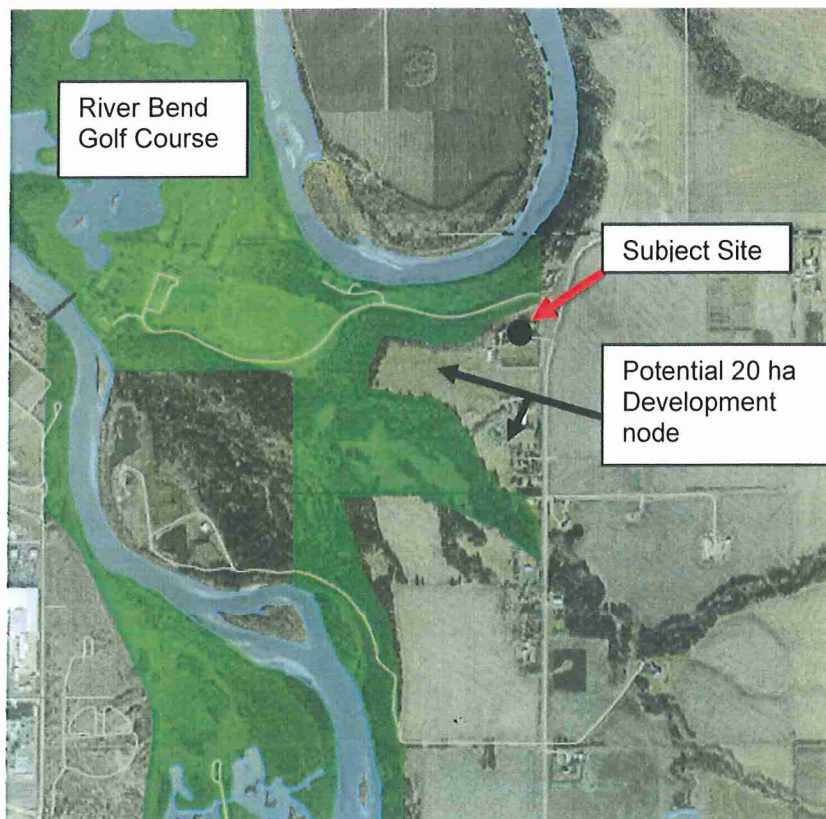 River Bend
Golf Course
Subject Site
Potential 20 ha
Development
node